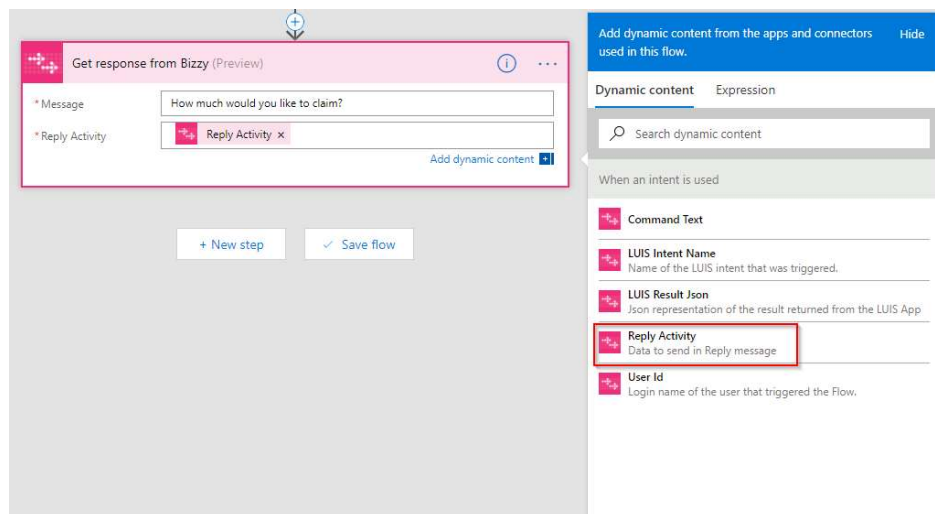 Get response from Bizzy (Preview)
* Message
How much would you like to claim?
* Reply Activity
Reply Activity ×
Add dynamic content
+ New step
Save flow
Add dynamic content from the apps and connectors
used in this flow.
Hide
Dynamic content
Expression
Search dynamic content
When an intent is used
Command Text
LUIS Intent Name
Name of the LUIS intent that was triggered.
LUIS Result Json
Json representation of the result returned from the LUIS App
Reply Activity
Data to send in Reply message
User Id
Login name of the user that triggered the Flow.